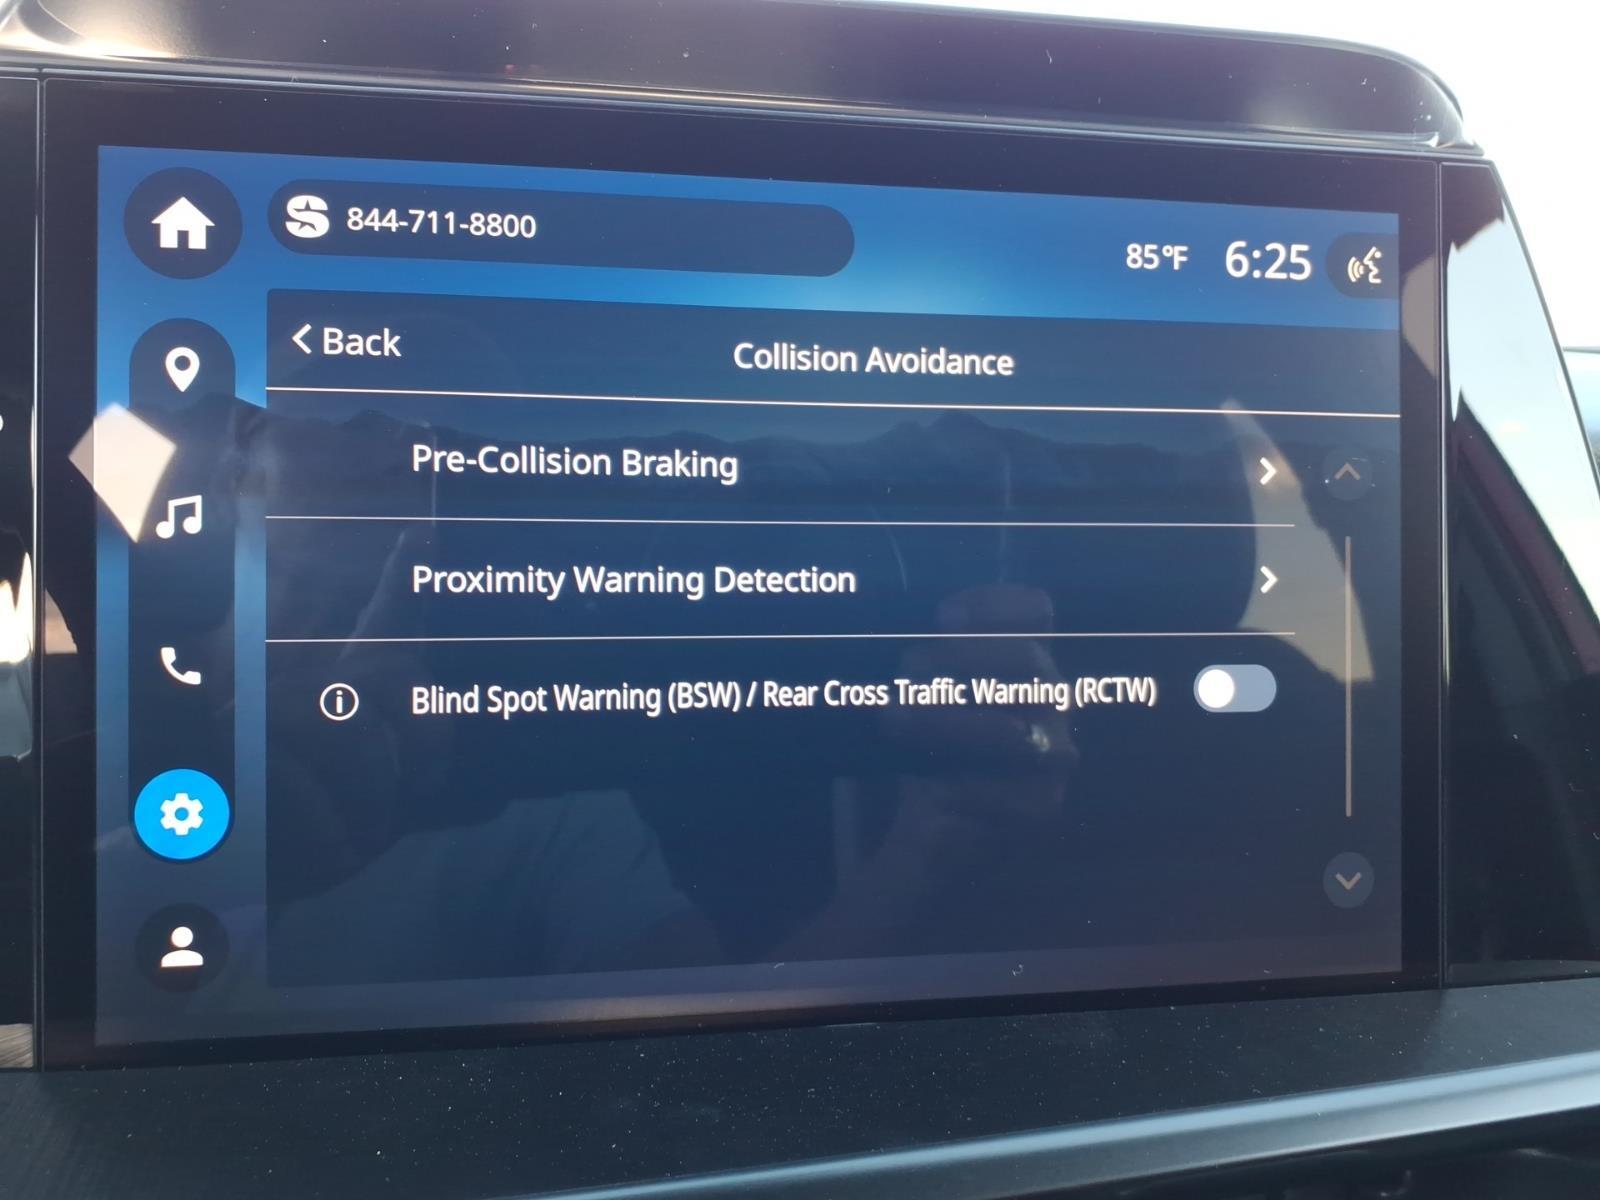 844-711-8800
85°F 6:25
Back
Collision Avoidance
Pre-Collision Braking
Proximity Warning Detection
Blind Spot Warning (BSW) / Rear Cross Traffic Warning (RCTW)